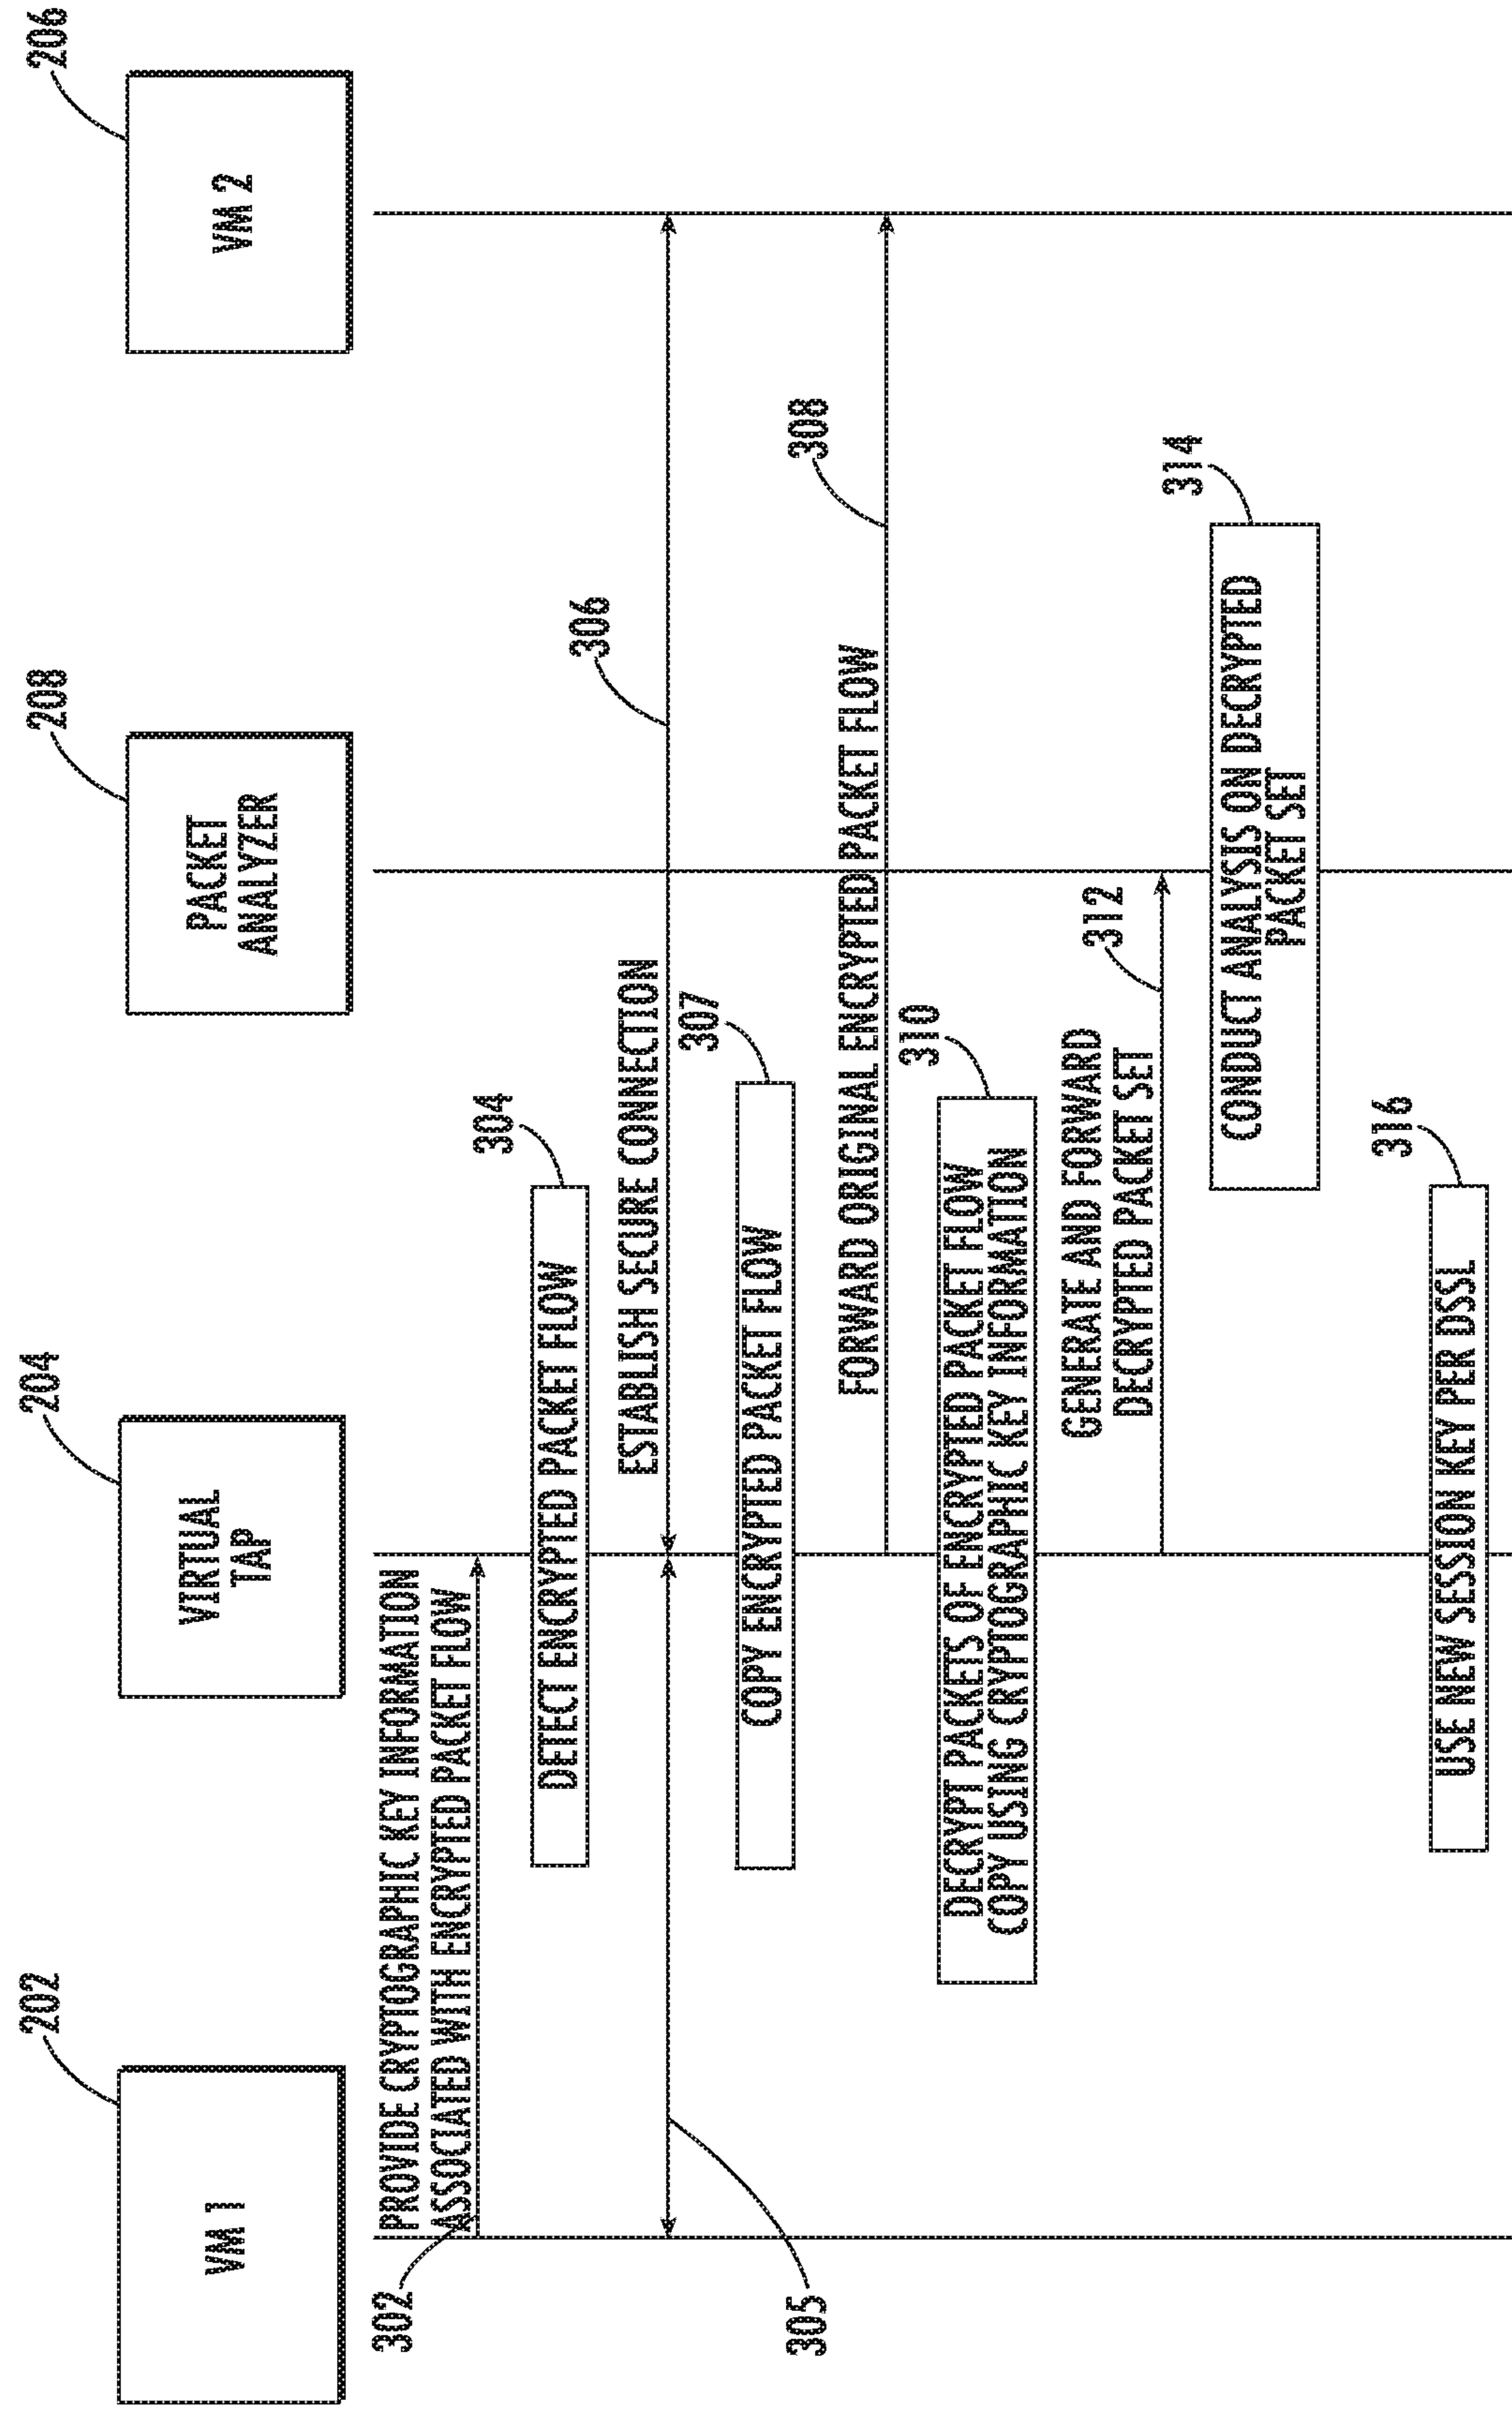 202
204
208
206
VM 1
VIRTUAL
TAP
PACKET
ANALYZER
VM 2
302
PROVIDE CRYPTOGRAPHIC KEY INFORMATION
ASSOCIATED WITH ENCRYPTED PACKET FLOW
304
DETECT ENCRYPTED PACKET FLOW
306
ESTABLISH SECURE CONNECTION
305
307
COPY ENCRYPTED PACKET FLOW
308
FORWARD ORIGINAL ENCRYPTED PACKET FLOW
310
DECRYPT PACKETS OF ENCRYPTED PACKET FLOW
COPY USING CRYPTOGRAPHIC KEY INFORMATION
GENERATE AND FORWARD
DECRYPTED PACKET SET
312
314
CONDUCT ANALYSIS ON DECRYPTED
PACKET SET
316
USE NEW SESSION KEY PER DSSL